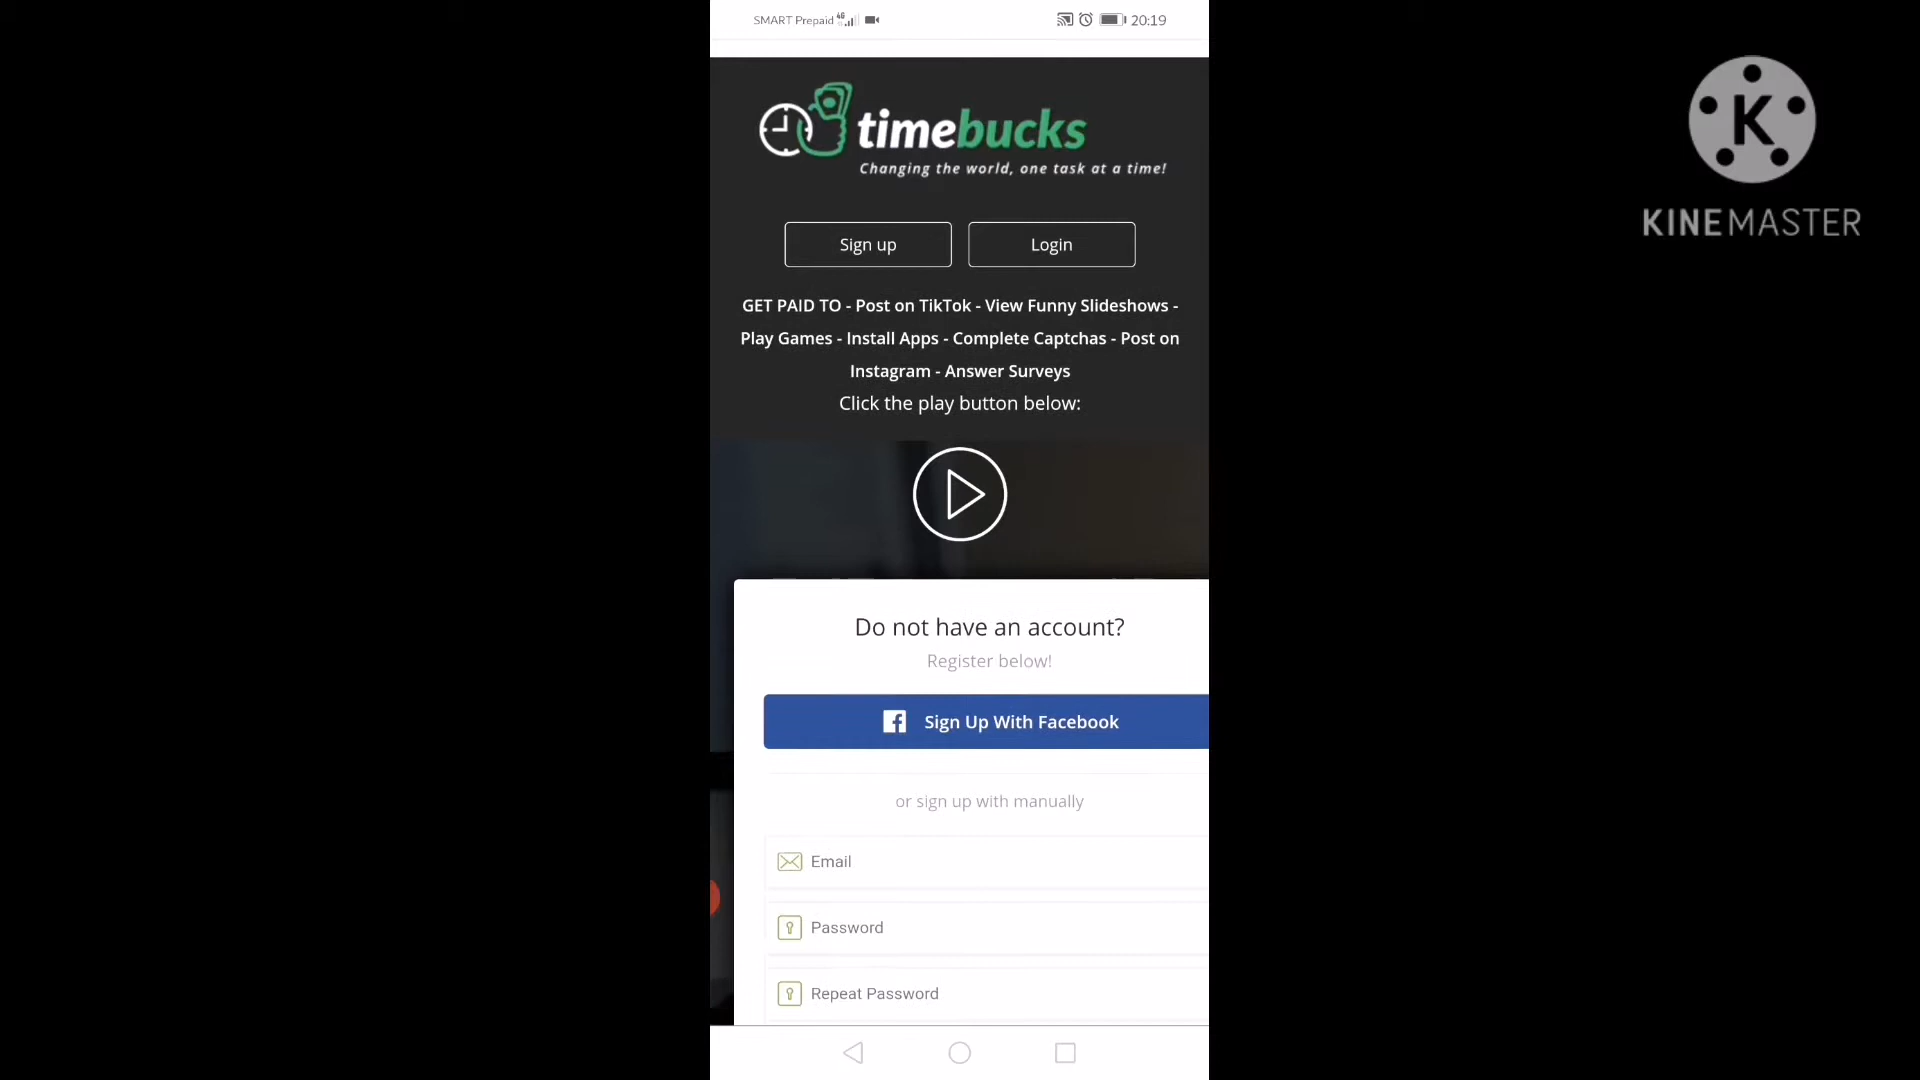 SMART Prepaid 4G 20:19
timebucks
Changing the world, one task at a time!
Sign up Login
GET PAID TO - Post on TikTok - View Funny Slideshows -
Play Games - Install Apps - Complete Captchas - Post on
Instagram - Answer Surveys
Click the play button below:
Do not have an account?
Register below!
Sign Up With Facebook
or sign up with manually
Email
Password
Repeat Password
K
KINEMASTER